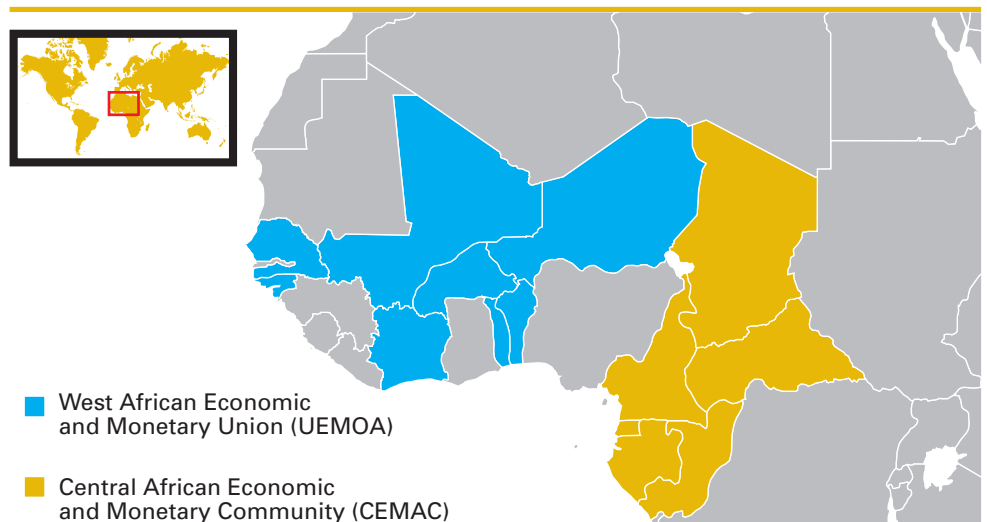 West African Economic
and Monetary Union (UEMOA)
Central African Economic
and Monetary Community (CEMAC)